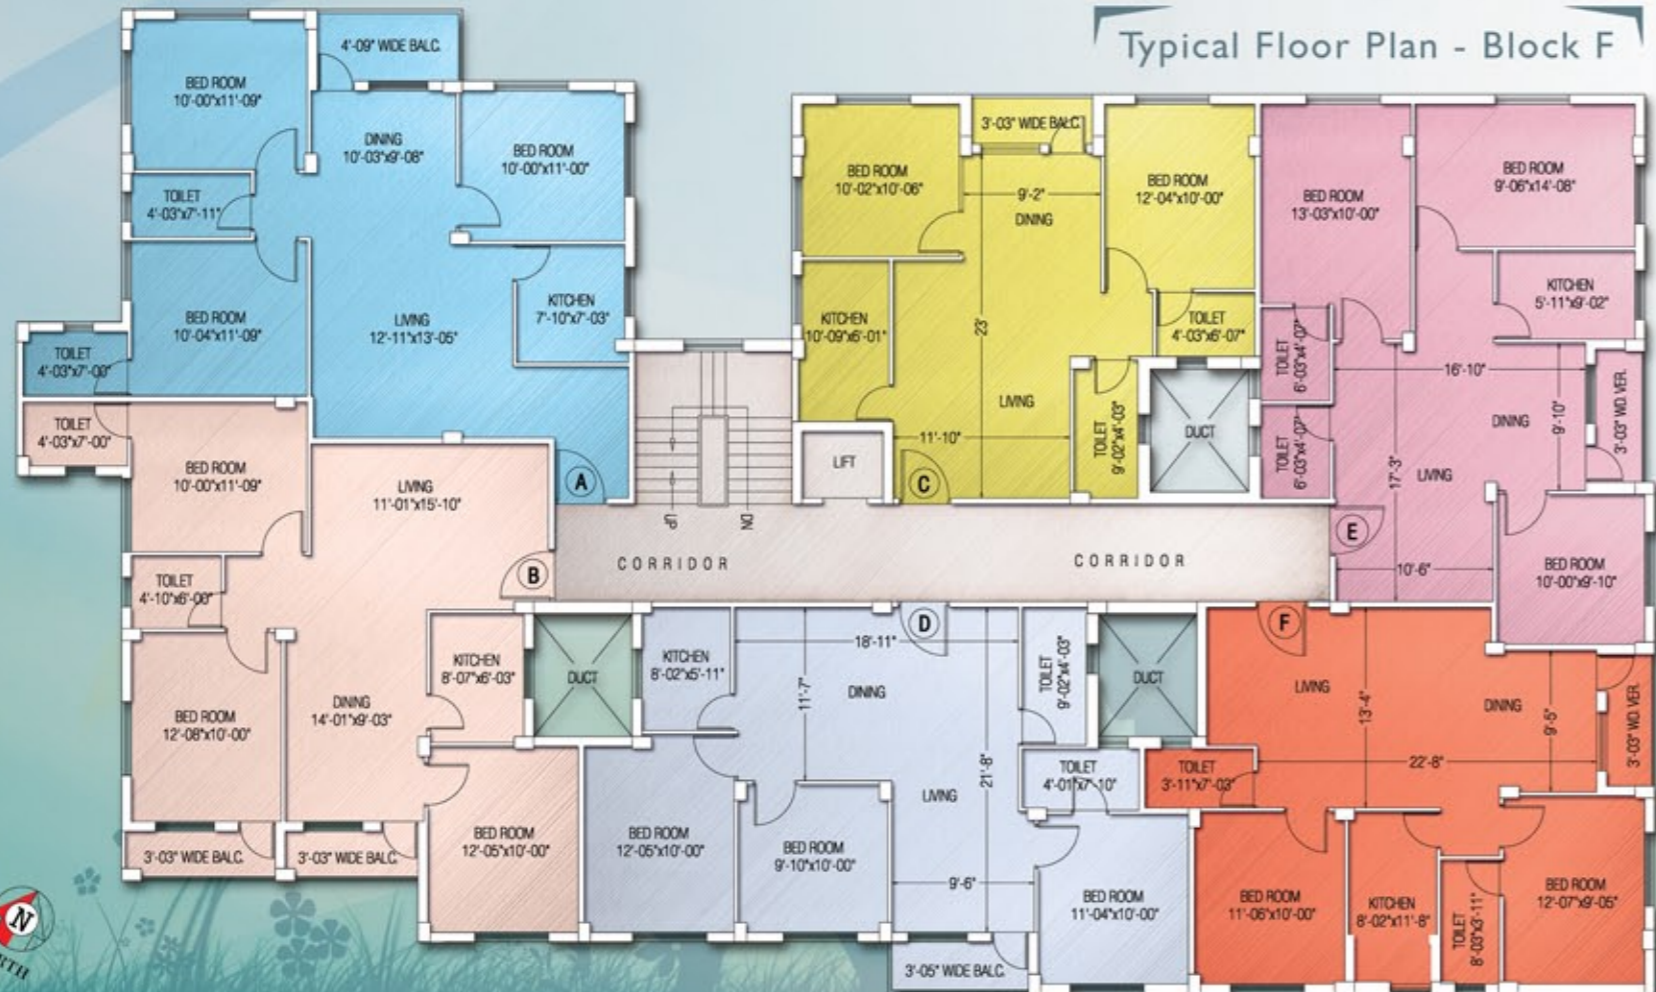 Typical Floor Plan - Block F
BED ROOM
10'-00"x11'-09"
4'-09" WIDE BALC.
DINING
10'-03"x9'-08"
BED ROOM
10'-00"x11'-00"
TOILET
4'-03"x7'-11"
BED ROOM
10'-04"x11'-09"
LIVING
12'-11"x13'-05"
KITCHEN
7'-10"x7'-03"
TOILET
4'-03"x7'-00"
A
TOILET
4'-03"x7'-00"
BED ROOM
10'-00"x11'-09"
LIVING
11'-01"x15'-10"
B
TOILET
4'-10"x6'-00"
KITCHEN
8'-07"x6'-03"
BED ROOM
12'-08"x10'-00"
DINING
14'-01"x9'-03"
3'-03" WIDE BALC.
3'-03" WIDE BALC.
BED ROOM
12'-05"x10'-00"
DUCT
UP
DN
LIFT
CORRIDOR
CORRIDOR
BED ROOM
10'-02"x10'-06"
3'-03" WIDE BALC.
9'-2"
DINING
BED ROOM
12'-04"x10'-00"
KITCHEN
10'-09"x6'-01"
23'
TOILET
4'-03"x6'-07"
LIVING
11'-10"
TOILET
9'-02"x4'-03"
C
DUCT
BED ROOM
13'-03"x10'-00"
BED ROOM
9'-06"x14'-08"
KITCHEN
5'-11"x9'-02"
TOILET
6'-03"x4'-07"
TOILET
6'-03"x4'-07"
16'-10"
DINING
9'-10"
3'-03" WD. VER.
LIVING
17'-3"
E
10'-6"
BED ROOM
10'-00"x9'-10"
KITCHEN
8'-02"x5'-11"
18'-11"
D
DINING
11'-7"
TOILET
9'-02"x4'-03"
DUCT
21'-8"
LIVING
TOILET
4'-01"x7'-10"
BED ROOM
12'-05"x10'-00"
BED ROOM
9'-10"x10'-00"
9'-6"
BED ROOM
11'-04"x10'-00"
3'-05" WIDE BALC.
F
LIVING
13'-4"
DINING
9'-5"
3'-03" WD. VER.
22'-8"
TOILET
3'-11"x7'-03"
BED ROOM
11'-06"x10'-00"
KITCHEN
8'-02"x11'-8"
TOILET
8'-03"x3'-11"
BED ROOM
12'-07"x9'-05"
N
RTH